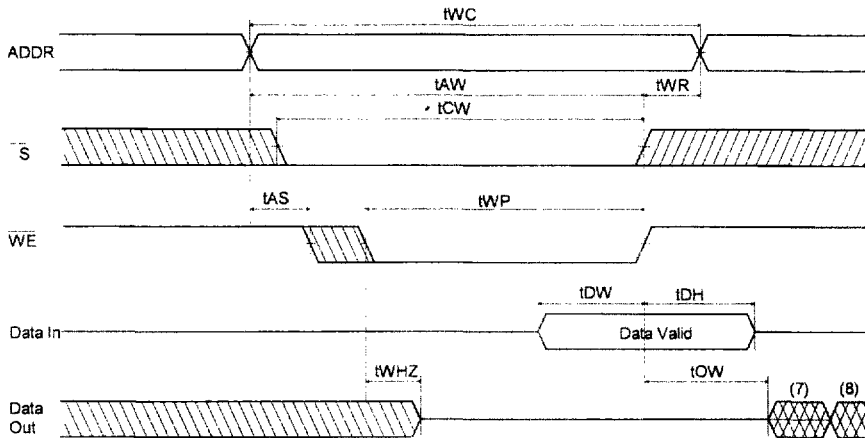 tWC
ADDR
tAW
tWR
tCW
S
tAS
tWP
WE
tDW
tDH
Data In
Data Valid
tWHZ
tOW
(7)
(8)
Data
Out